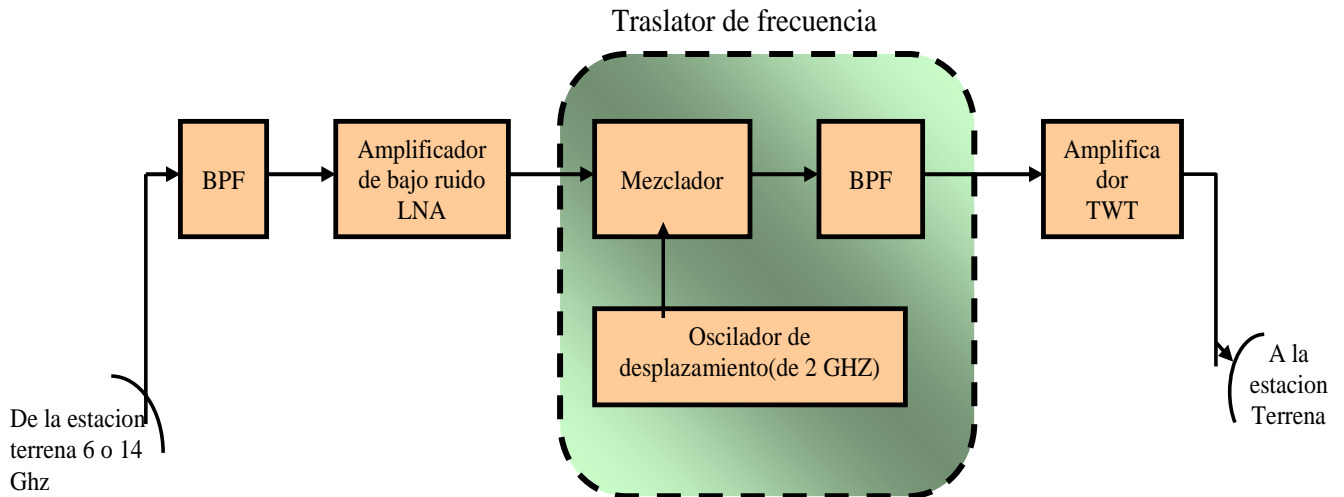 Traslator de frecuencia
BPF
Amplificador
de bajo ruido
LNA
Mezclador
BPF
Amplifica
dor
TWT
Oscilador de
desplazamiento(de 2 GHZ)
De la estacion
terrena 6 o 14
Ghz
A la
estacion
Terrena